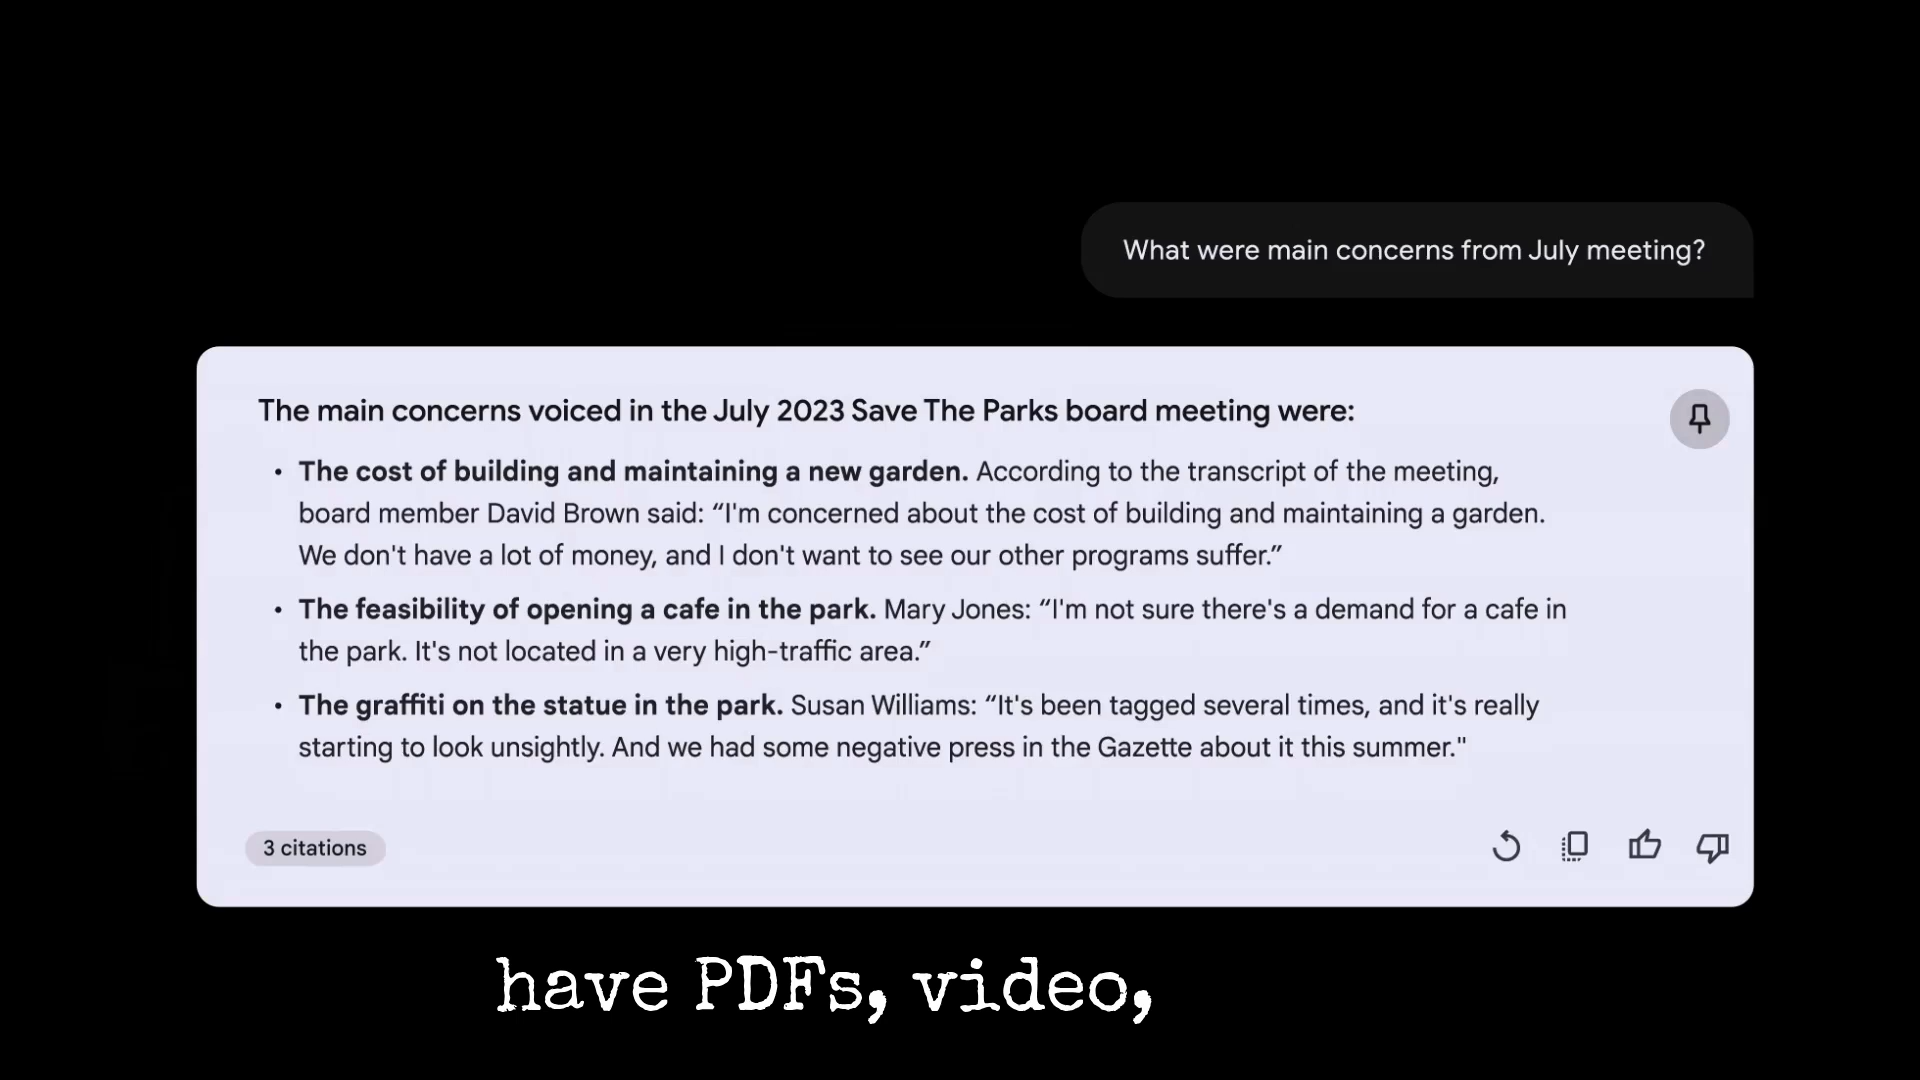 What were main concerns from July meeting?
The main concerns voiced in the July 2023 Save The Parks board meeting were:
• The cost of building and maintaining a new garden. According to the transcript of the meeting,
board member David Brown said: “I'm concerned about the cost of building and maintaining a garden.
We don't have a lot of money, and I don't want to see our other programs suffer.”
• The feasibility of opening a cafe in the park. Mary Jones: “I'm not sure there's a demand for a cafe in
the park. It's not located in a very high-traffic area.”
• The graffiti on the statue in the park. Susan Williams: “It's been tagged several times, and it's really
starting to look unsightly. And we had some negative press in the Gazette about it this summer."
3 citations
have PDFs, video,